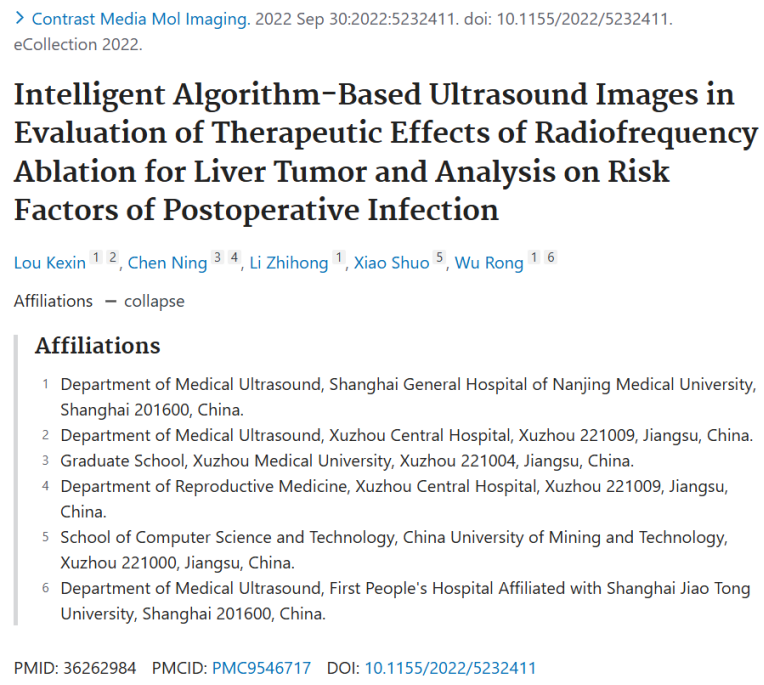 > Contrast Media Mol Imaging. 2022 Sep 30:2022:5232411. doi: 10.1155/2022/5232411.
eCollection 2022.
Intelligent Algorithm-Based Ultrasound Images in
Evaluation of Therapeutic Effects of Radiofrequency
Ablation for Liver Tumor and Analysis on Risk
Factors of Postoperative Infection
Lou Kexin 1 2, Chen Ning 3 4, Li Zhihong 1, Xiao Shuo 5, Wu Rong 1 6
Affiliations — collapse
Affiliations
1 Department of Medical Ultrasound, Shanghai General Hospital of Nanjing Medical University,
Shanghai 201600, China.
2 Department of Medical Ultrasound, Xuzhou Central Hospital, Xuzhou 221009, Jiangsu, China.
3 Graduate School, Xuzhou Medical University, Xuzhou 221004, Jiangsu, China.
4 Department of Reproductive Medicine, Xuzhou Central Hospital, Xuzhou 221009, Jiangsu,
China.
5 School of Computer Science and Technology, China University of Mining and Technology,
Xuzhou 221000, Jiangsu, China.
6 Department of Medical Ultrasound, First People's Hospital Affiliated with Shanghai Jiao Tong
University, Shanghai 201600, China.
PMID: 36262984 PMCID: PMC9546717 DOI: 10.1155/2022/5232411